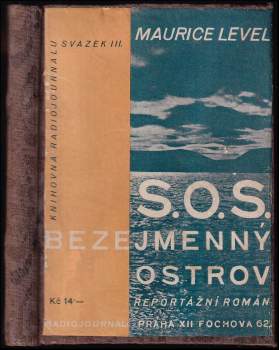 KNIHOVNA RADIOJOURNALU
SVAZEK III.
MAURICE LEVEL
S.O.S.
BEZEJMENNÝ
OSTROV
REPORTÁŽNÍ ROMÁN
Kč 14·—
RADIOJOURNAL PRAHA XII FOCHOVA 62.